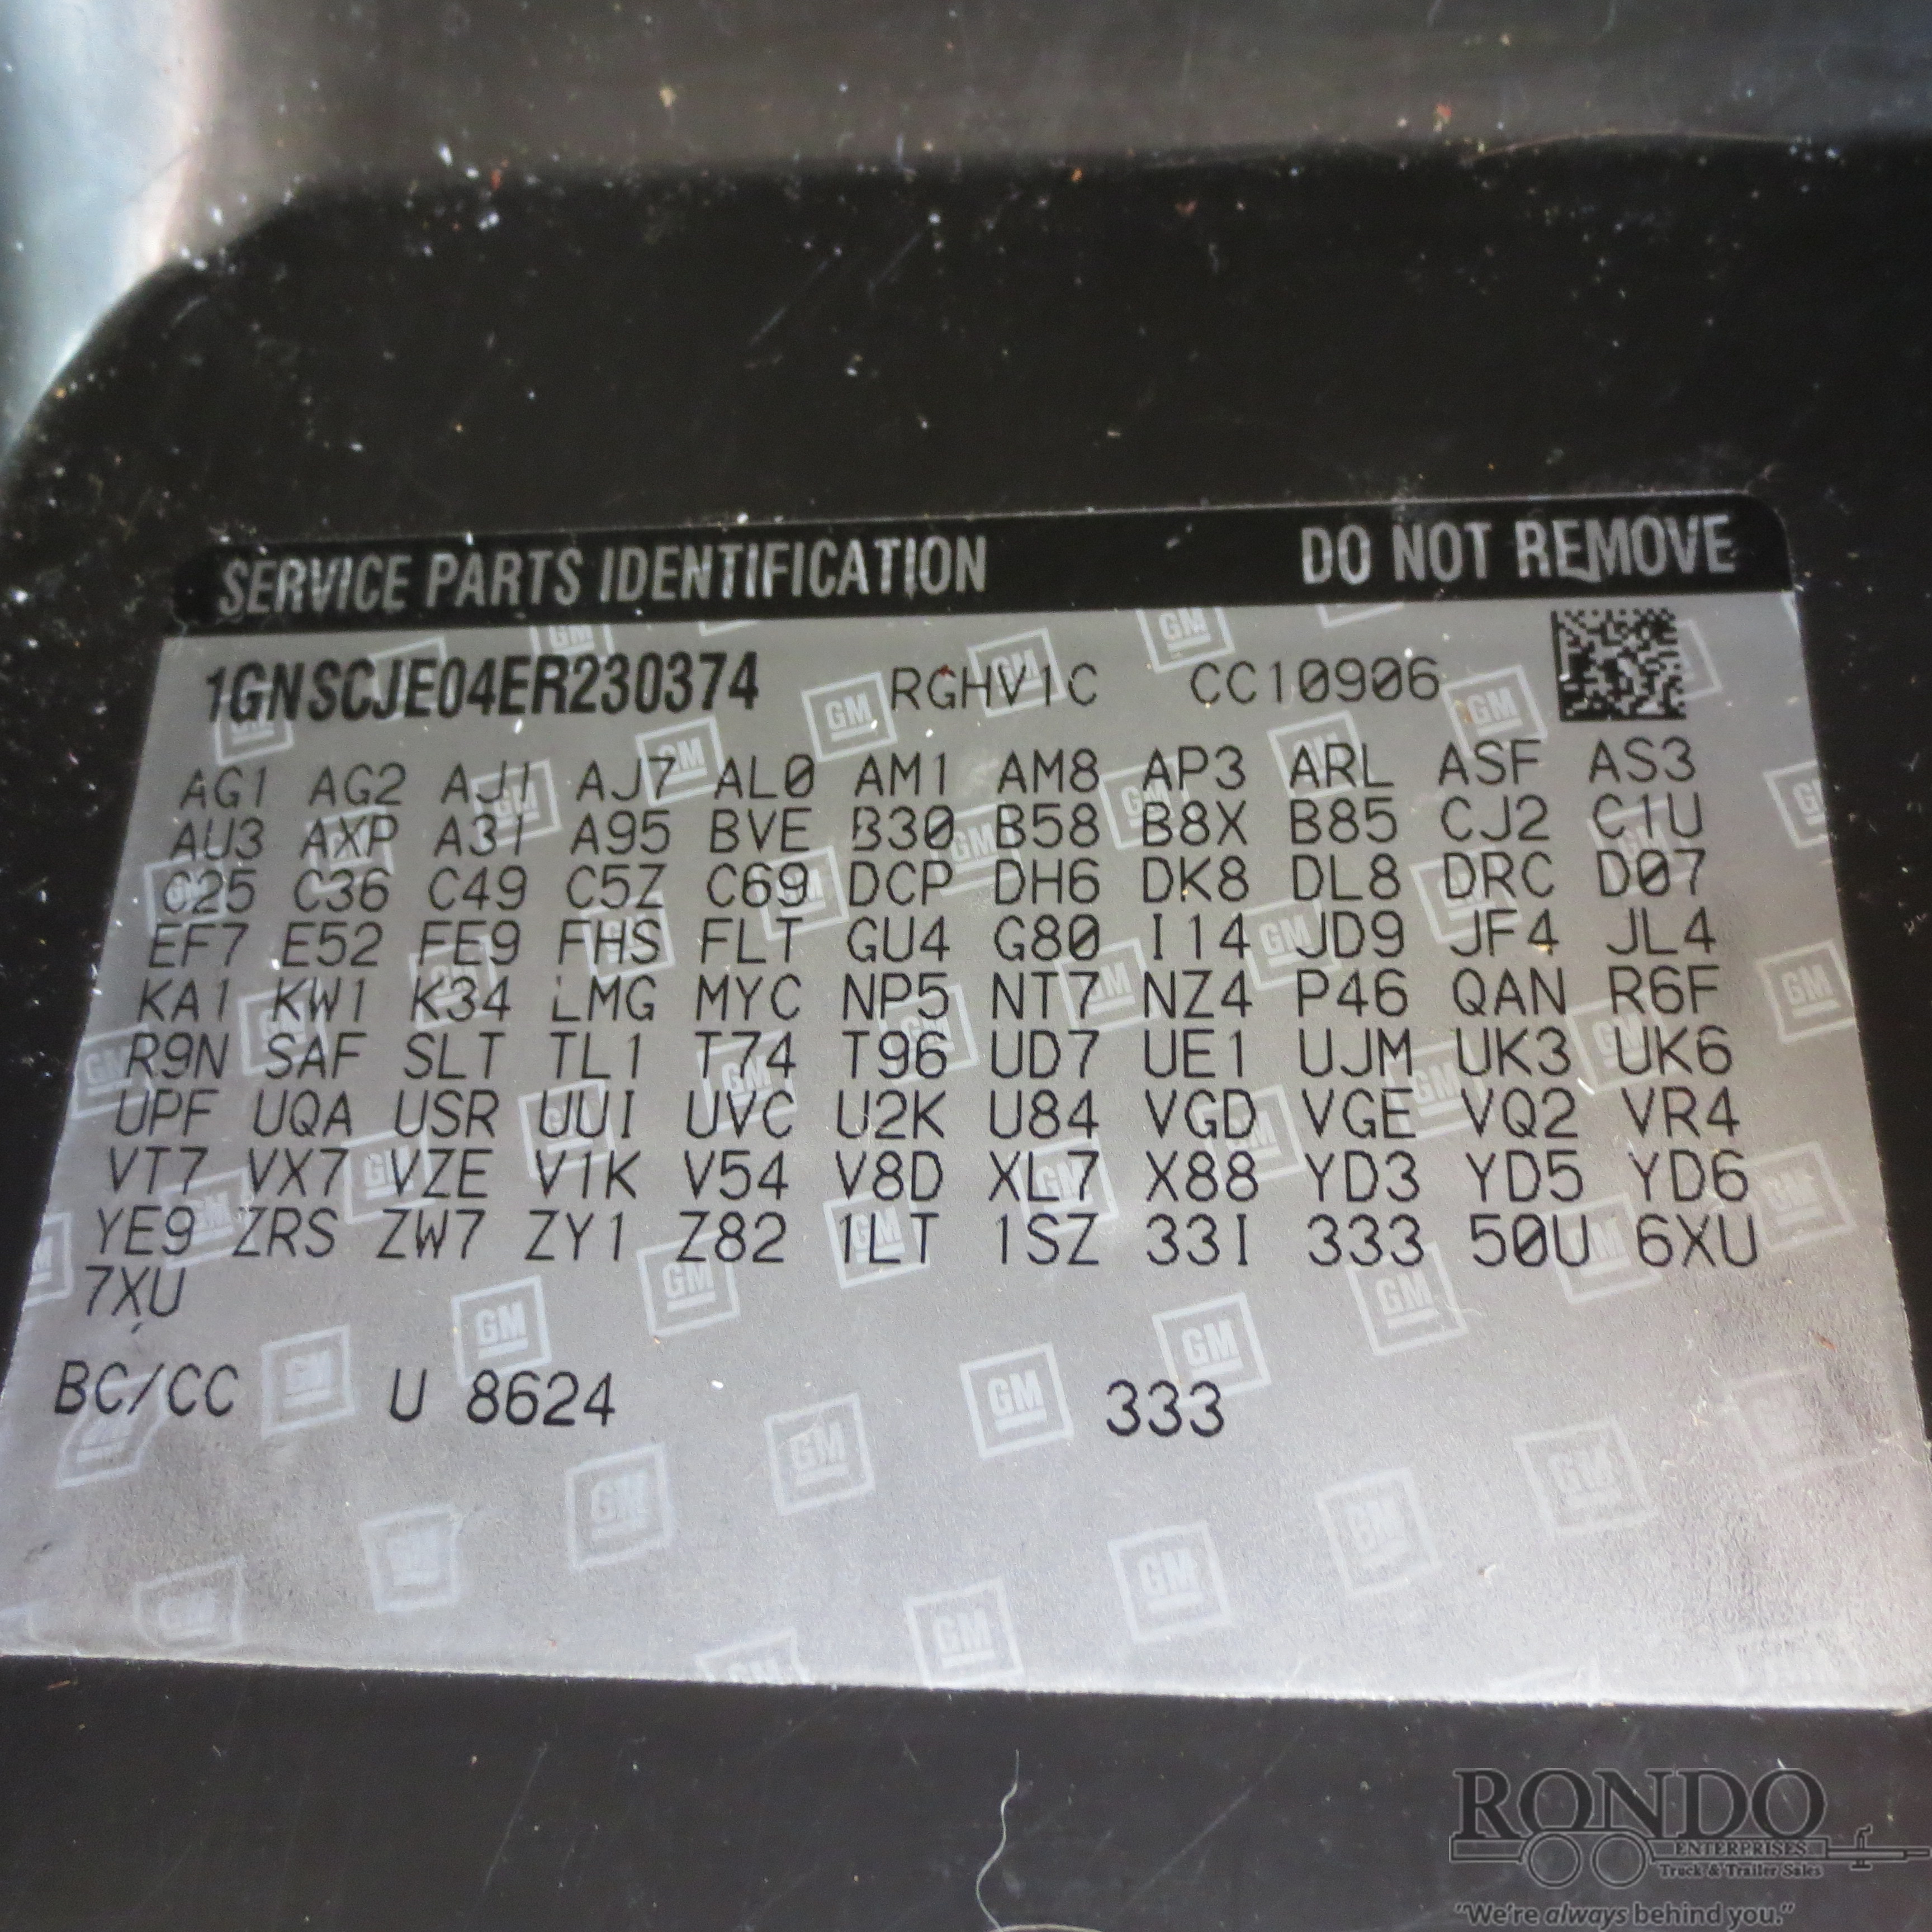 SERVICE PARTS IDENTIFICATION DO NOT REMOVE
1GNSCJE04ER230374 RGHV1C CC10906
AG1 AG2 AJ1 AJ7 AL0 AM1 AM8 AP3 ARL ASF AS3
AU3 AXP A31 A95 BVE B30 B58 B8X B85 CJ2 C1U
C25 C36 C49 C5Z C69 DCP DH6 DK8 DL8 DRC D07
EF7 E52 FE9 FHS FLT GU4 G80 I14 JD9 JF4 JL4
KA1 KW1 K34 LMG MYC NP5 NT7 NZ4 P46 QAN R6F
R9N SAF SLT TL1 T74 T96 UD7 UE1 UJM UK3 UK6
UPF UQA USR UUI UVC U2K U84 VGD VGE VQ2 VR4
VT7 VX7 VZE V1K V54 V8D XL7 X88 YD3 YD5 YD6
YE9 ZRS ZW7 ZY1 Z82 1LT 1SZ 33I 333 50U 6XU
7XU
BC/CC U 8624 333
RONDO
ENTERPRISES
Truck & Trailer Sales
"We're always behind you."